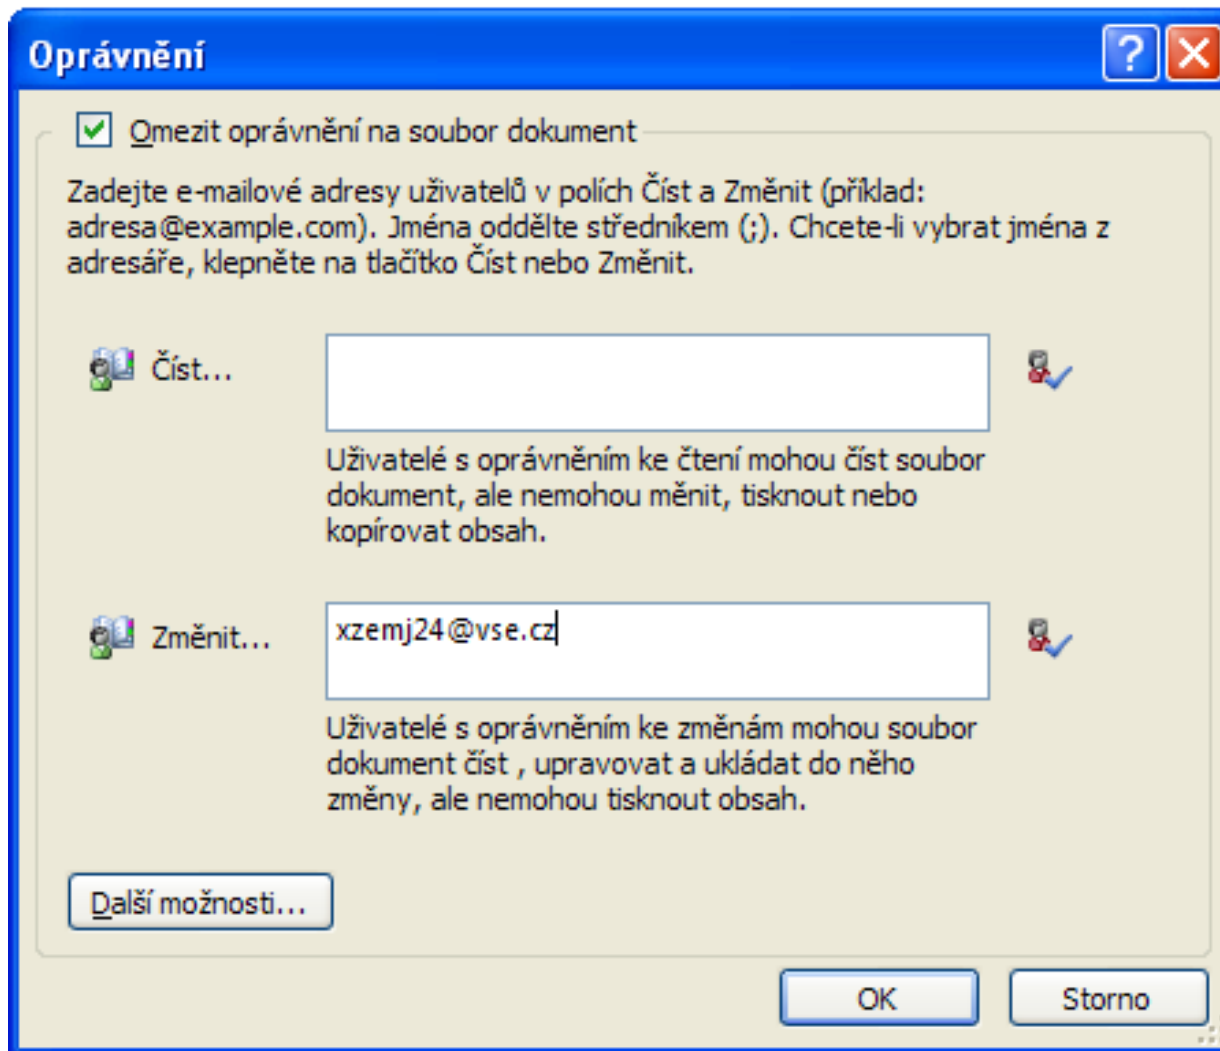 Oprávnění
Omezit oprávnění na soubor dokument
Zadejte e-mailové adresy uživatelů v polích Číst a Změnit (příklad:
adresa@example.com). Jména oddělte středníkem (;). Chcete-li vybrat jména z
adresáře, klepněte na tlačítko Číst nebo Změnit.
Číst...
Uživatelé s oprávněním ke čtení mohou číst soubor
dokument, ale nemohou měnit, tisknout nebo
kopírovat obsah.
Změnit...
xzemj24@vse.cz
Uživatelé s oprávněním ke změnám mohou soubor
dokument číst , upravovat a ukládat do něho
změny, ale nemohou tisknout obsah.
Další možnosti...
OK
Storno